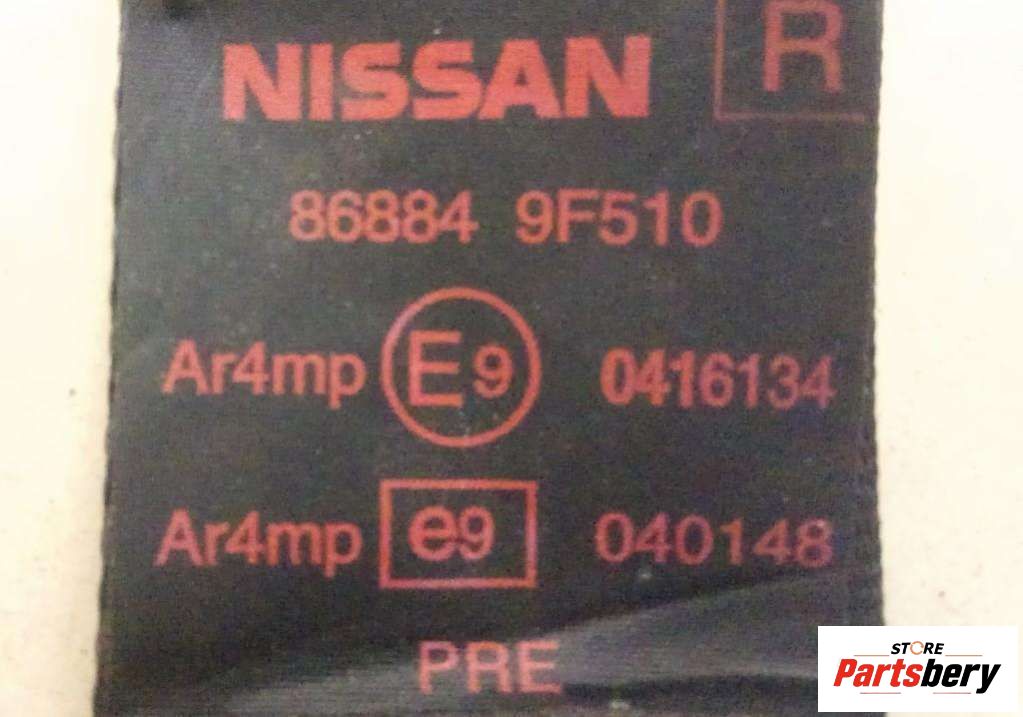 R
NISSAN
86884 9F510
Ar4mp E9 0416134
Ar4mp e9 040148
PRE
STORE
Partsbery